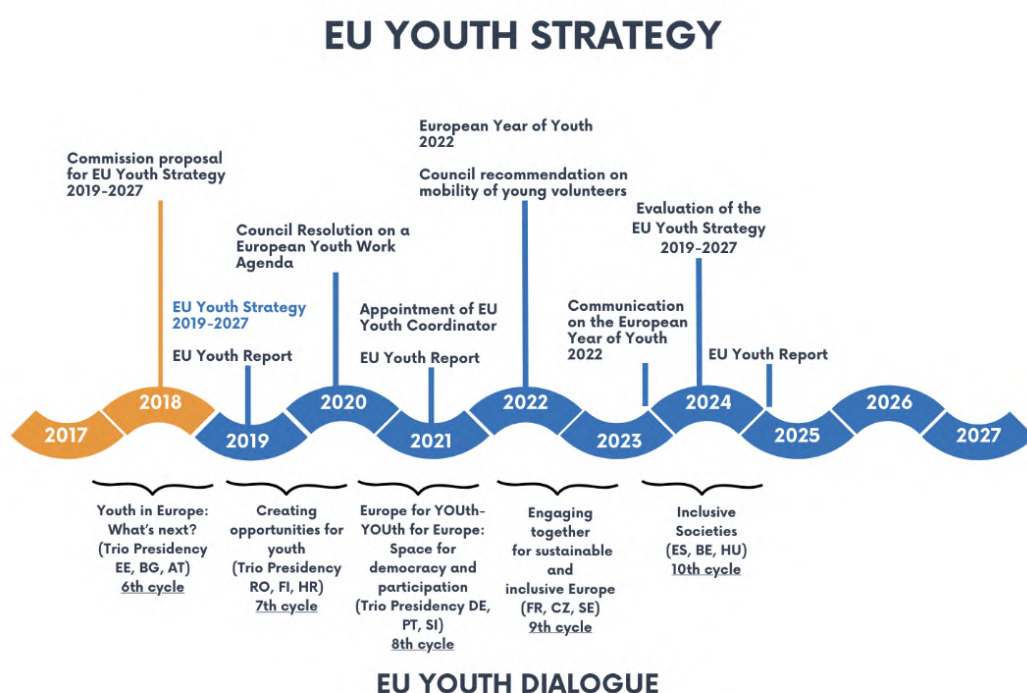 EU YOUTH STRATEGY
European Year of Youth
2022
Commission proposal
for EU Youth Strategy
2019-2027
Council recommendation on
mobility of young volunteers
Evaluation of the
EU Youth Strategy
2019-2027
Council Resolution on a
European Youth Work
Agenda
EU Youth Strategy
2019-2027
EU Youth Report
Appointment of EU
Youth Coordinator
EU Youth Report
Communication
on the European
Year of Youth
2022
EU Youth Report
2017
2018
2019
2020
2021
2022
2023
2024
2025
2026
2027
Youth in Europe:
What's next?
(Trio Presidency
EE, BG, AT)
6th cycle
Creating
opportunities for
youth
(Trio Presidency
RO, FI, HR)
7th cycle
Europe for YOUth-
YOUth for Europe:
Space for
democracy and
participation
(Trio Presidency DE,
PT, SI)
8th cycle
Engaging
together
for sustainable
and
inclusive Europe
(FR, CZ, SE)
9th cycle
Inclusive
Societies
(ES, BE, HU)
10th cycle
EU YOUTH DIALOGUE